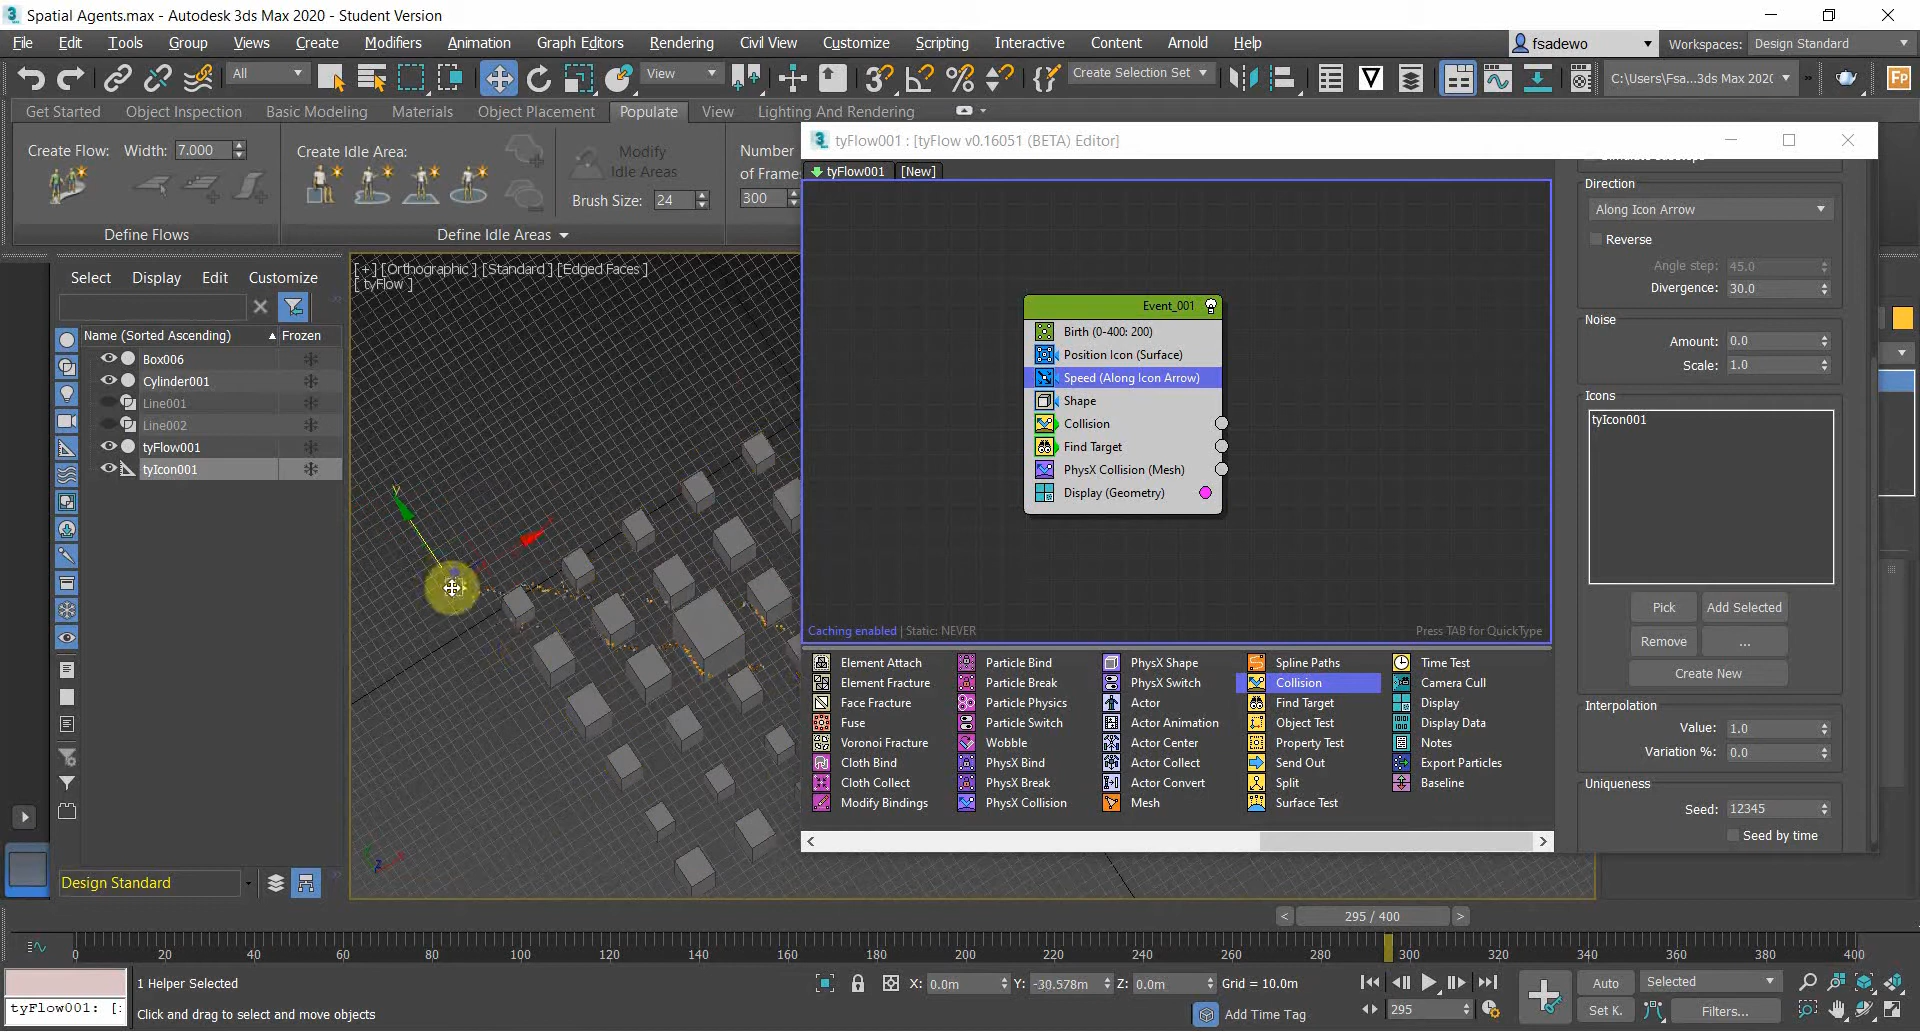 Spatial Agents.max - Autodesk 3ds Max 2020 - Student Version
File Edit Tools Group Views Create Modifiers Animation Graph Editors Rendering Civil View Customize Scripting Interactive Content Arnold Help
fsadewo
Workspaces: Design Standard
All
View
Create Selection Set
C:\Users\Fsa...3ds Max 202(
Get Started Object Inspection Basic Modeling Materials Object Placement Populate View Lighting And Rendering
Create Flow: Width: 7.000
Create Idle Area:
Modify
Idle Areas
Brush Size: 24
Number
of Frame
300
Define Flows
Define Idle Areas
tyFlow001 : [tyFlow v0.16051 (BETA) Editor]
tyFlow001 [New]
Select Display Edit Customize
Name (Sorted Ascending) Frozen
Box006
Cylinder001
Line001
Line002
tyFlow001
tyIcon001
[+] [Orthographic ] [Standard ] [Edged Faces ]
[ tyFlow ]
Event_001
Birth (0-400: 200)
Position Icon (Surface)
Speed (Along Icon Arrow)
Shape
Collision
Find Target
PhysX Collision (Mesh)
Display (Geometry)
Caching enabled | Static: NEVER
Press TAB for QuickType
Element Attach Particle Bind PhysX Shape Spline Paths Time Test
Element Fracture Particle Break PhysX Switch Collision Camera Cull
Face Fracture Particle Physics Actor Find Target Display
Fuse Particle Switch Actor Animation Object Test Display Data
Voronoi Fracture Wobble Actor Center Property Test Notes
Cloth Bind PhysX Bind Actor Collect Send Out Export Particles
Cloth Collect PhysX Break Actor Convert Split Baseline
Modify Bindings PhysX Collision Mesh Surface Test
Direction
Along Icon Arrow
Reverse
Angle step: 45.0
Divergence: 30.0
Noise
Amount: 0.0
Scale: 1.0
Icons
tyIcon001
Pick Add Selected
Remove ...
Create New
Interpolation
Value: 1.0
Variation %: 0.0
Uniqueness
Seed: 12345
Seed by time
Design Standard
< 295 / 400 >
0 20 40 60 80 100 120 140 160 180 200 220 240 260 280 300 320 340 360 380 400
1 Helper Selected
X: 0.0m Y: -30.578m Z: 0.0m Grid = 10.0m
Auto Selected
tyFlow001: [:
Click and drag to select and move objects
Add Time Tag
295
Set K. Filters...